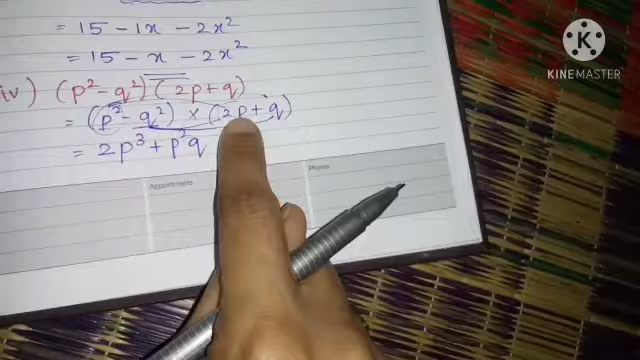 = 15 - 1x - 2x²
= 15 - x - 2x²
iv) (p² - q²) (2p + q)
= (p² - q²) × (2p + q)
= 2p³ + p²q
Appointments
Phones
KINEMASTER